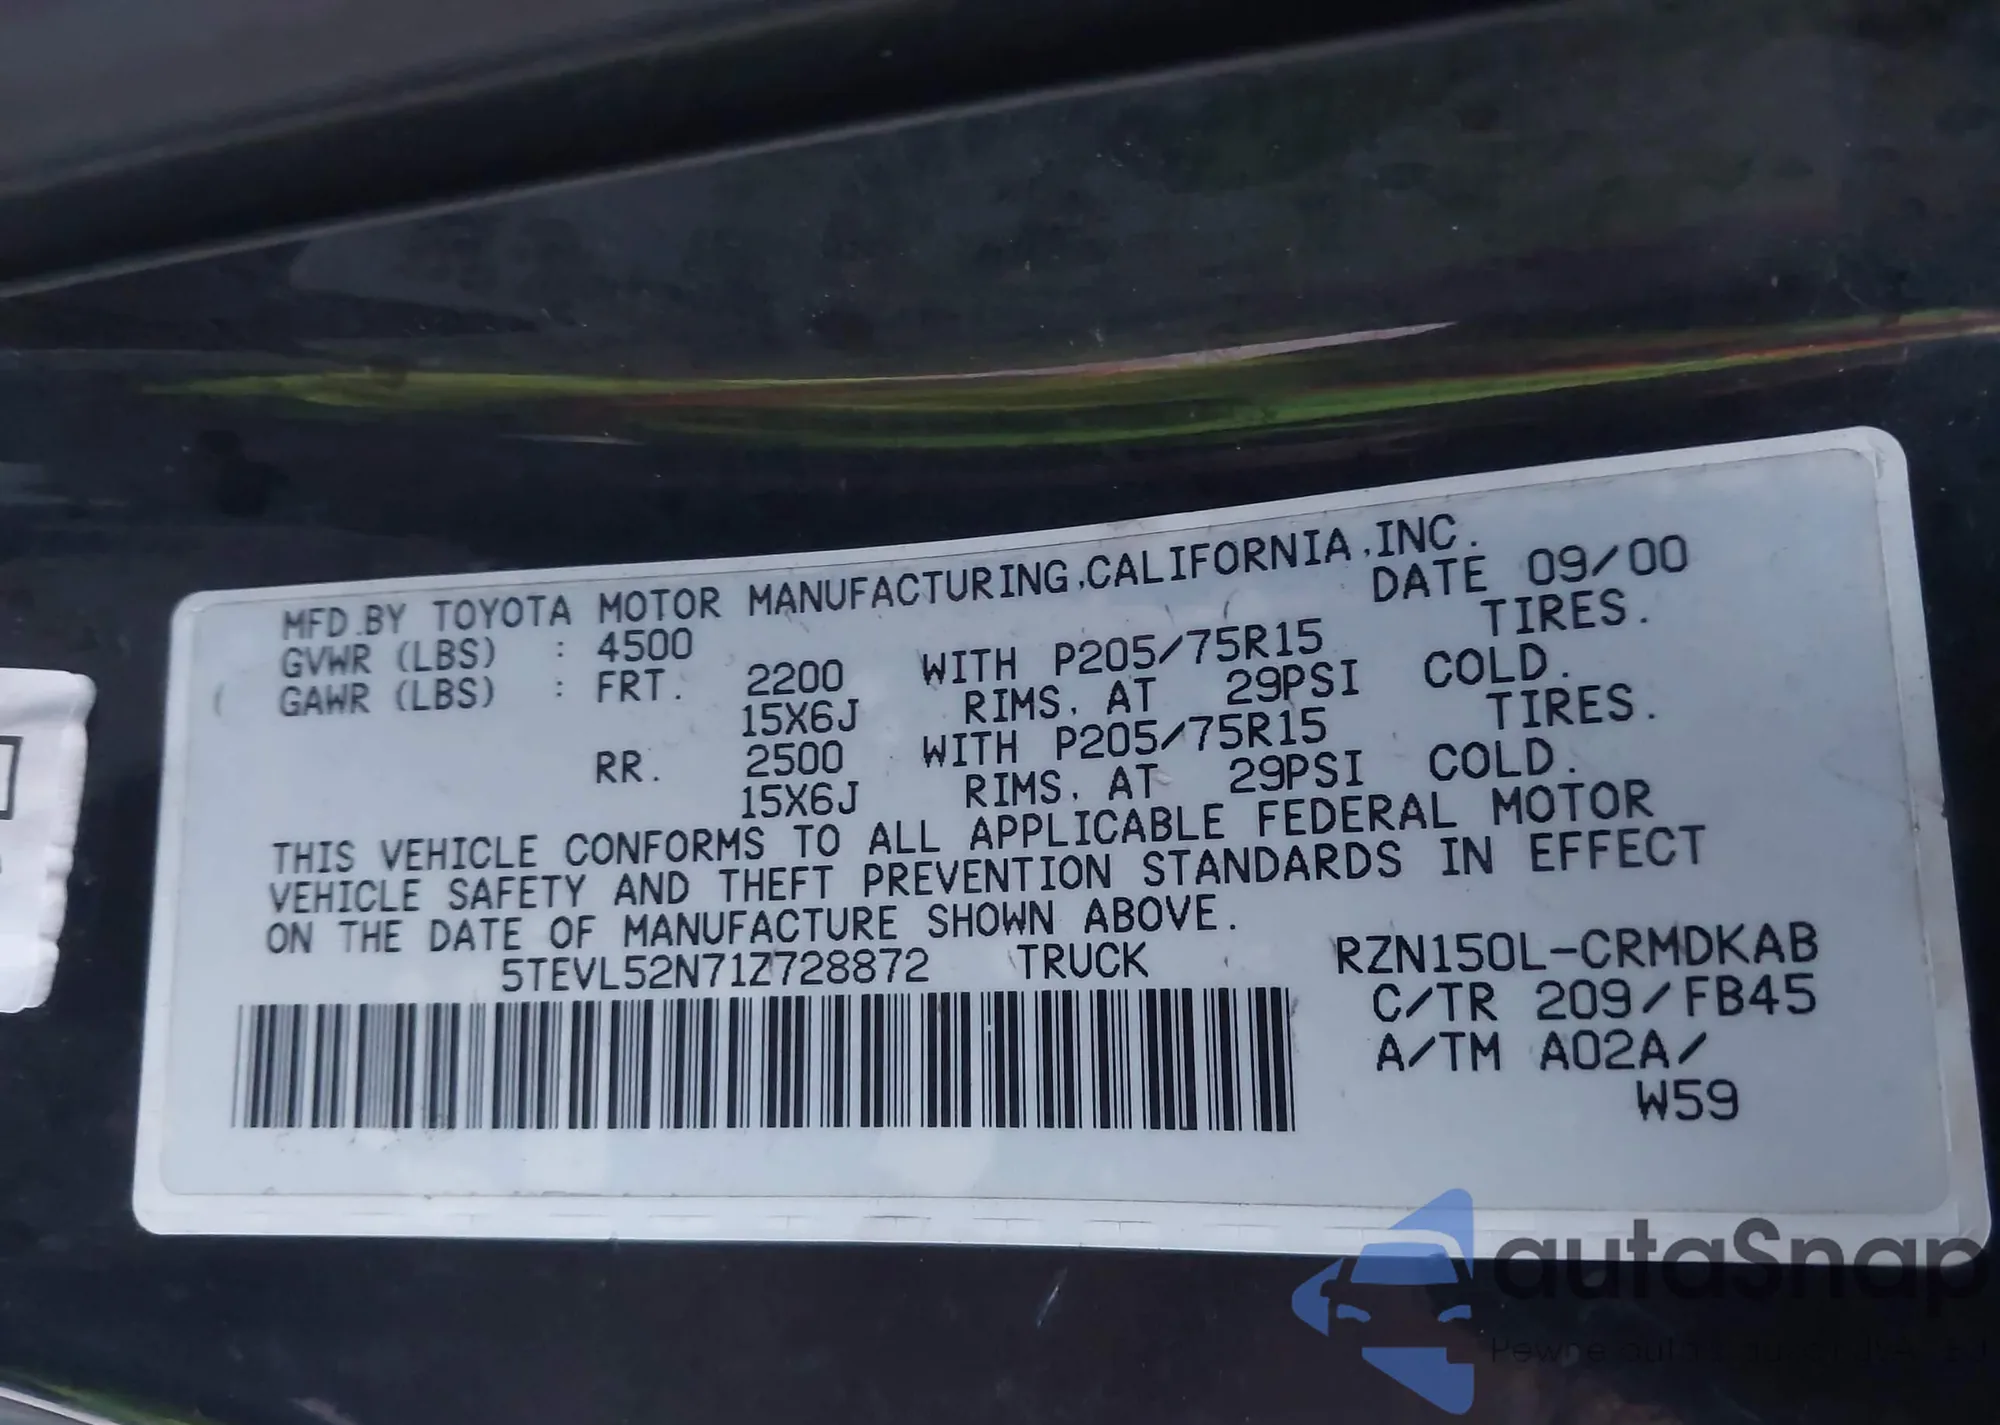 MFD.BY TOYOTA MOTOR MANUFACTURING,CALIFORNIA,INC.
GVWR (LBS) : 4500 DATE 09/00
GAWR (LBS) : FRT. 2200 WITH P205/75R15 TIRES.
15X6J RIMS, AT 29PSI COLD.
RR. 2500 WITH P205/75R15 TIRES.
15X6J RIMS, AT 29PSI COLD.
THIS VEHICLE CONFORMS TO ALL APPLICABLE FEDERAL MOTOR
VEHICLE SAFETY AND THEFT PREVENTION STANDARDS IN EFFECT
ON THE DATE OF MANUFACTURE SHOWN ABOVE.
5TEVL52N71Z728872 TRUCK RZN150L-CRMDKAB
C/TR 209/FB45
A/TM A02A/
W59
autaSnap